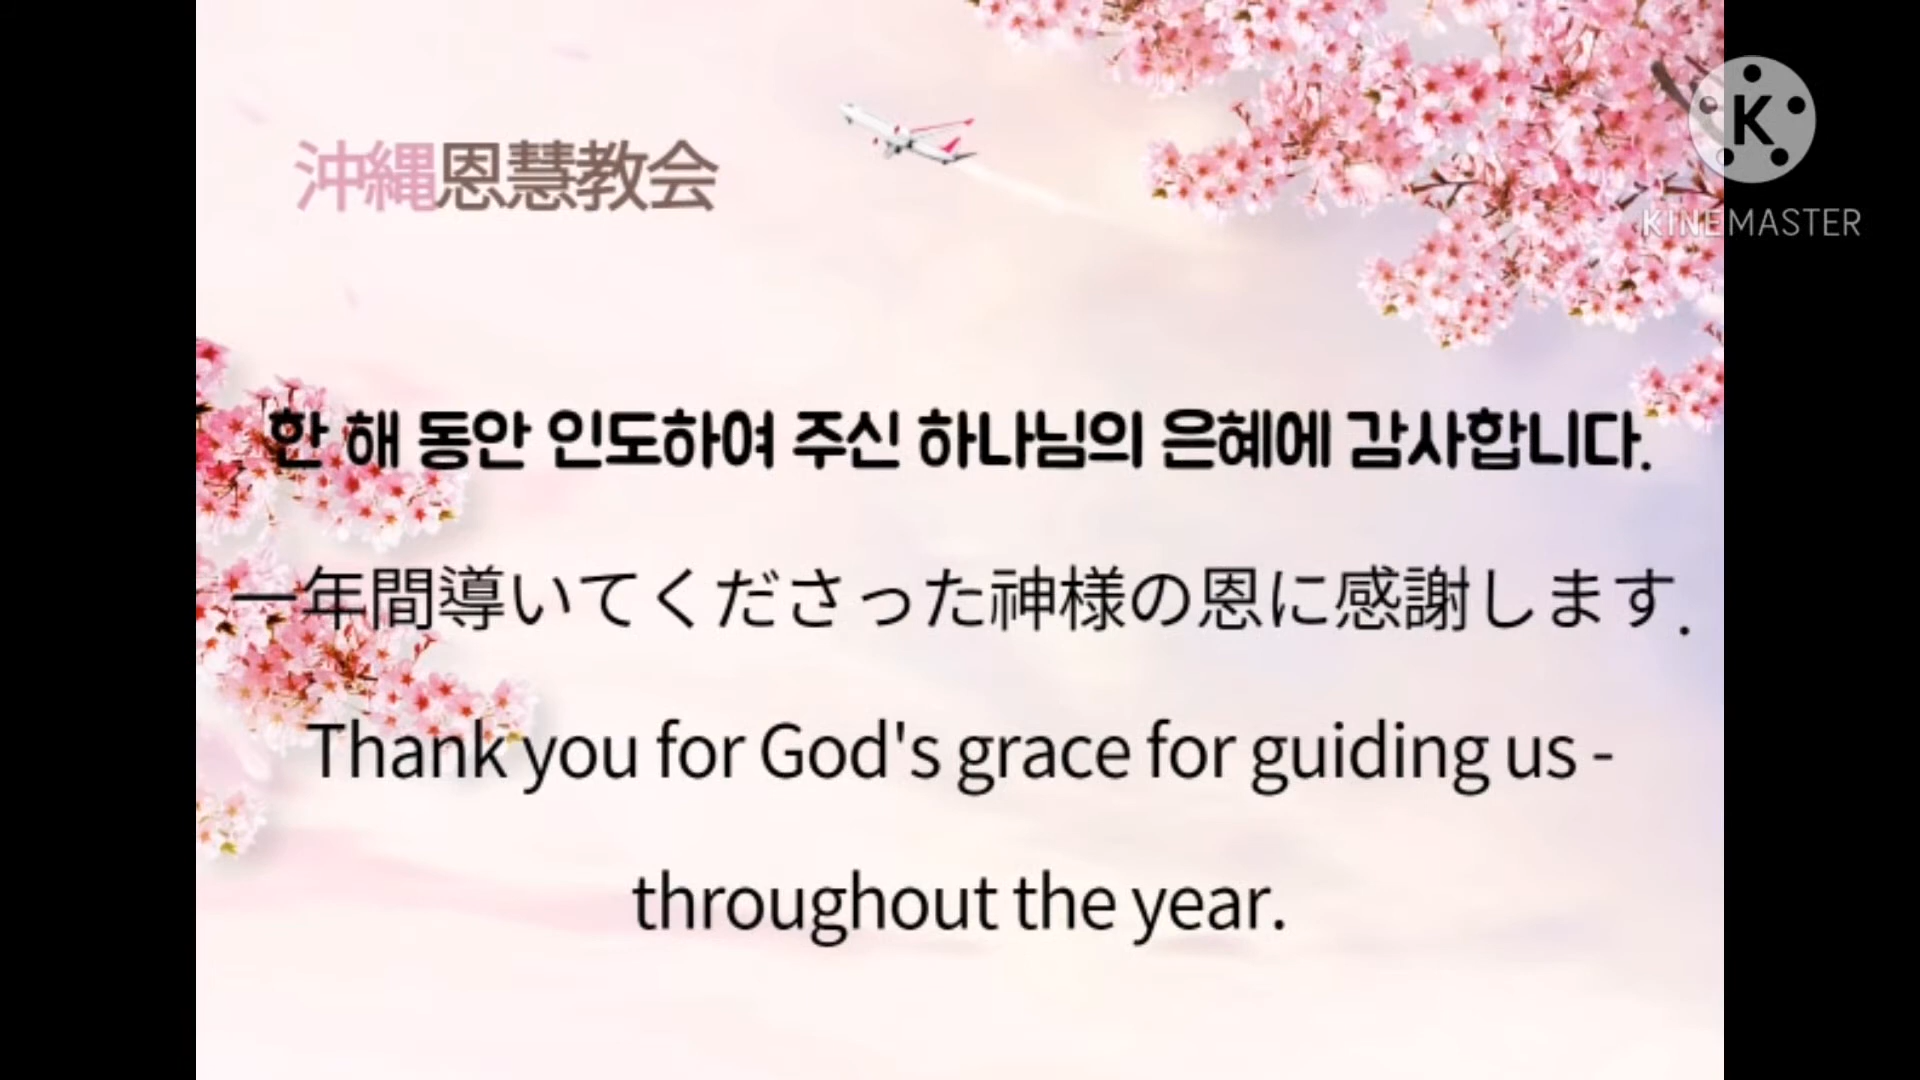 沖縄恩慧教会
K
KINEMASTER
한 해 동안 인도하여 주신 하나님의 은혜에 감사합니다.
一年間導いてくださった神様の恩に感謝します.
Thank you for God's grace for guiding us -
throughout the year.